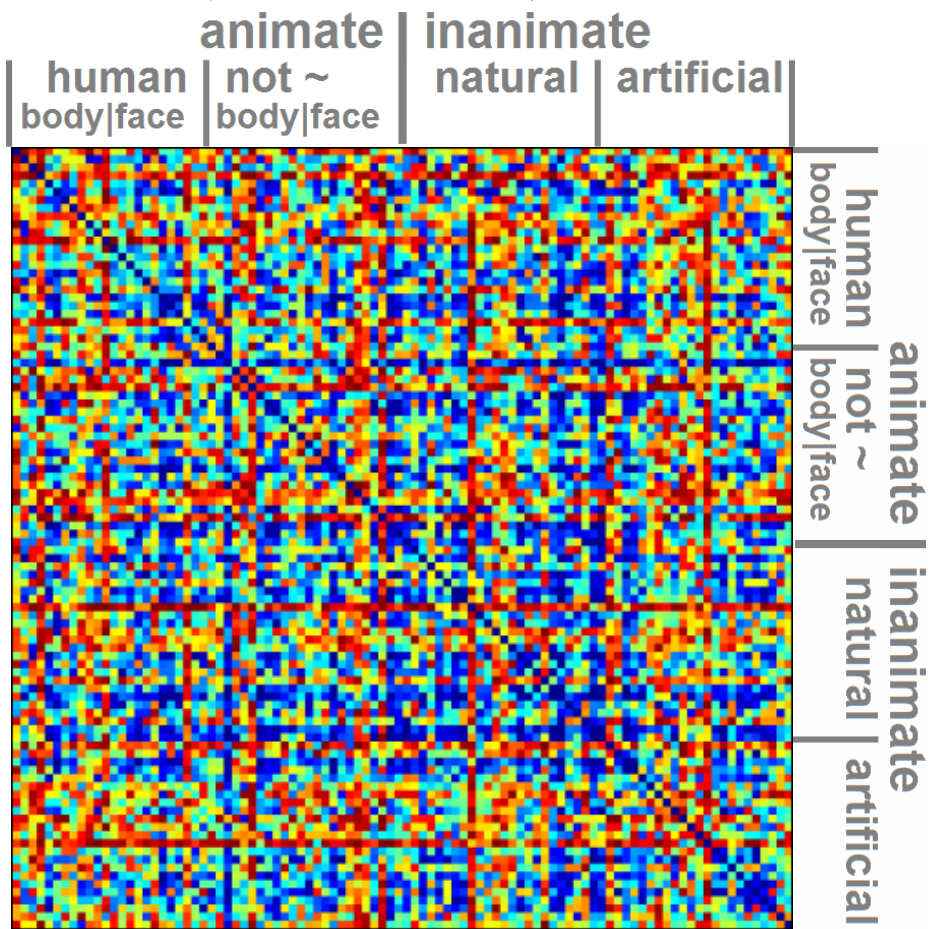 animate inanimate
human not ~ natural artificial
body|face body|face
human
body|face
not ~
body|face
animate
natural
artificial
inanimate